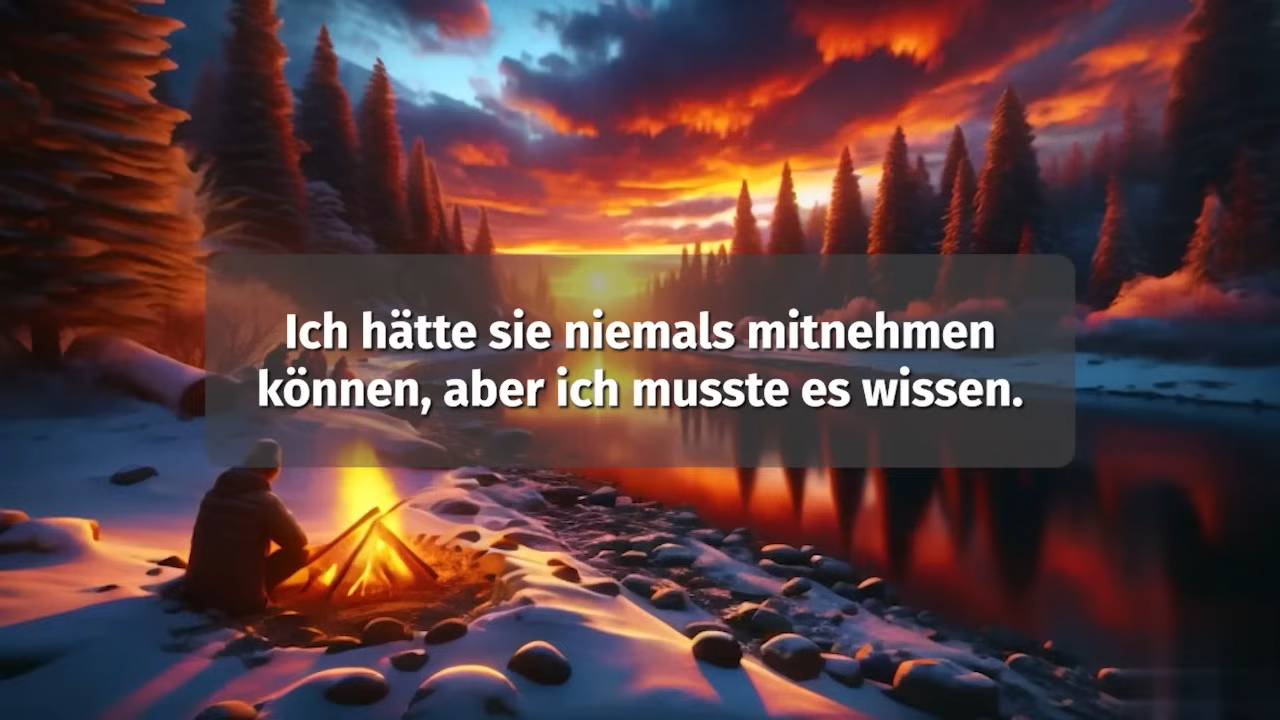 Ich hätte sie niemals mitnehmen
können, aber ich musste es wissen.